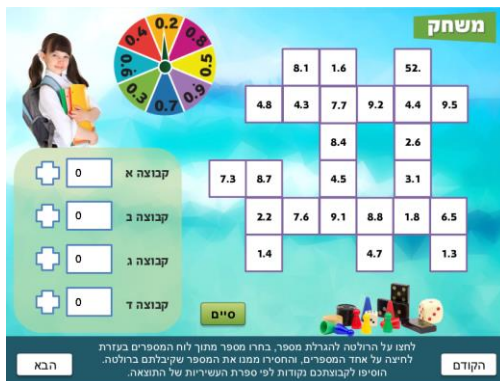 משחק
0.2
0.8
0.5
0.9
0.7
0.3
0.6
0.4
8.1 1.6 52.
4.8 4.3 7.7 9.2 4.4 9.5
8.4 2.6
7.3 8.7 4.5 3.1
2.2 7.6 9.1 8.8 1.8 6.5
1.4 4.7 1.3
קבוצה א 0
קבוצה ב 0
קבוצה ג 0
קבוצה ד 0
סיים
לחצו על הרולטה להגרלת מספר, בחרו מספר מתוך לוח המספרים בעזרת
לחיצה על אחד המספרים, והחסירו ממנו את המספר שקיבלתם ברולטה.
הוסיפו לקבוצתכם נקודות לפי ספרת העשיריות של התוצאה.
הקודם
הבא